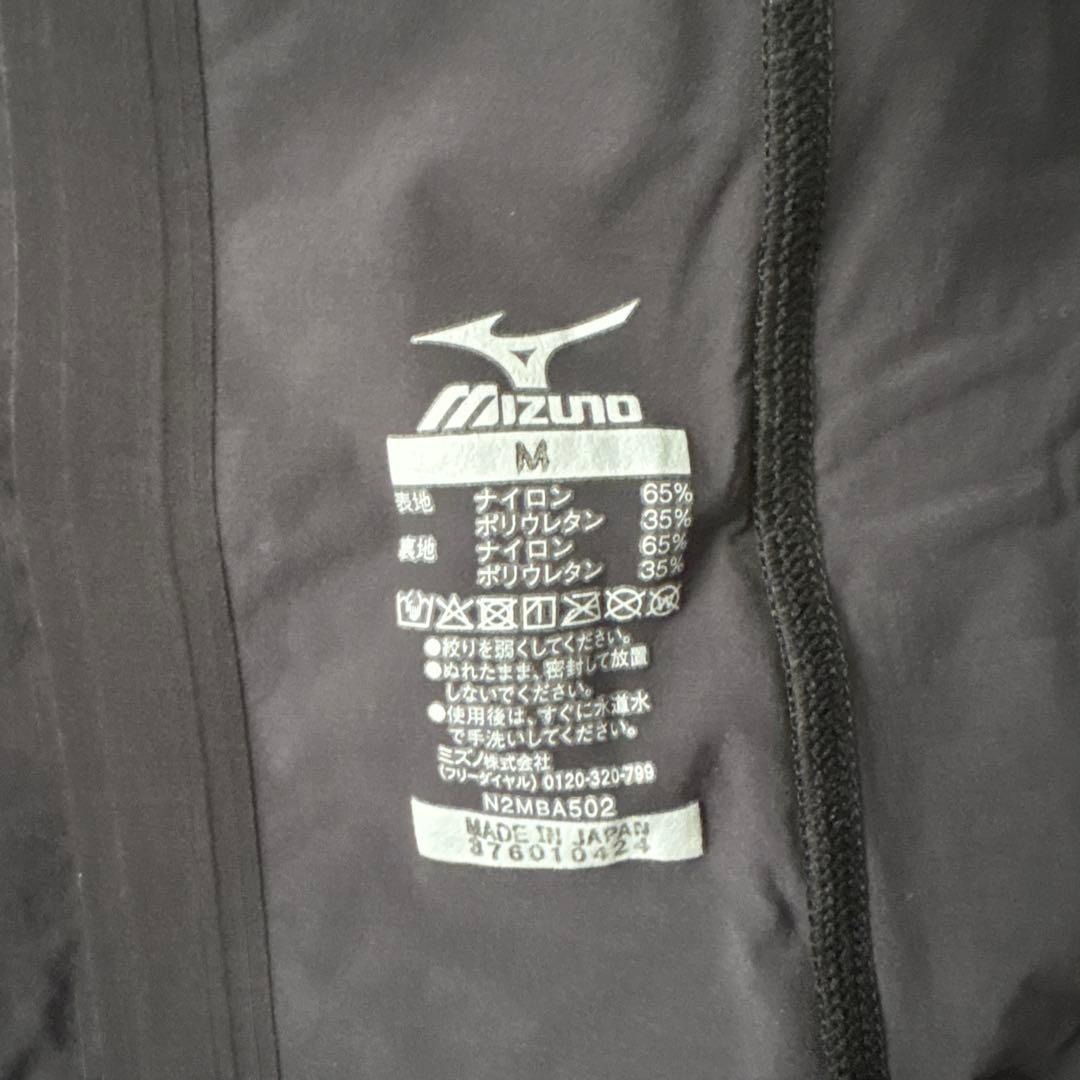 MIZUNO
M
表地 ナイロン 65%
ポリウレタン 35%
裏地 ナイロン 65%
ポリウレタン 35%
●絞りを弱くしてください。
●ぬれたまま、密封して放置
しないでください。
●使用後は、すぐに水道水
で手洗いしてください。
ミズノ株式会社
(フリーダイヤル) 0120-320-799
N2MBA502
MADE IN JAPAN
376010424